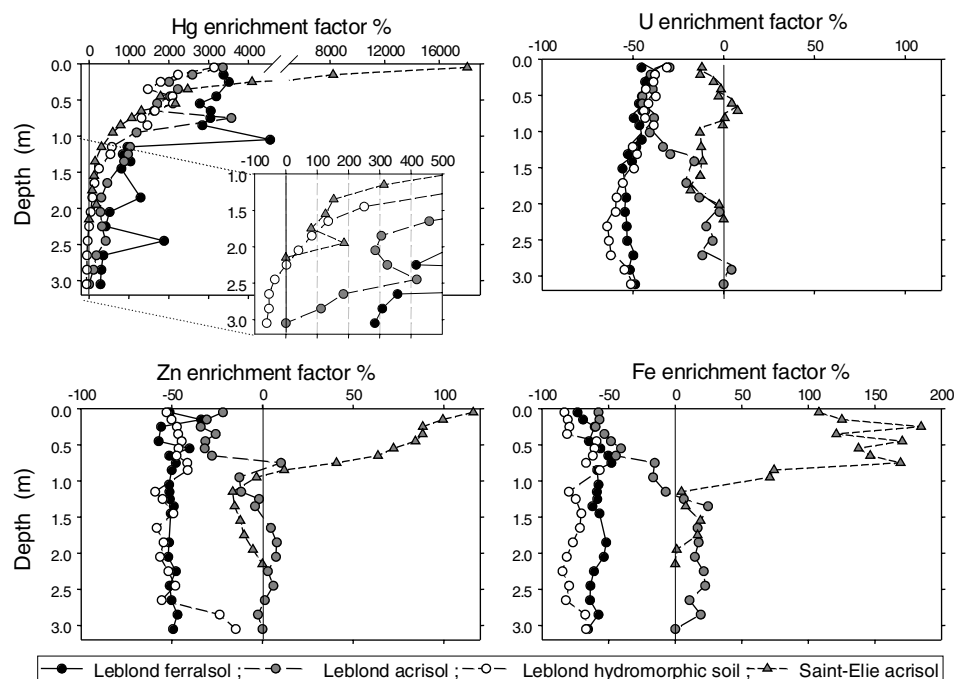 Hg enrichment factor %
0 1000 2000 3000 4000 8000 12000 16000
Depth (m)
0.0
0.5
1.0
1.5
2.0
2.5
3.0
-100 0 100 200 300 400 500
1.0
1.5
2.0
2.5
3.0
U enrichment factor %
-100 -50 0 50 100
0.0
0.5
1.0
1.5
2.0
2.5
3.0
Zn enrichment factor %
-100 -50 0 50 100
Depth (m)
0.0
0.5
1.0
1.5
2.0
2.5
3.0
Fe enrichment factor %
-100 -50 0 50 100 150 200
0.0
0.5
1.0
1.5
2.0
2.5
3.0
Leblond ferralsol ; Leblond acrisol ; Leblond hydromorphic soil ; Saint-Elie acrisol